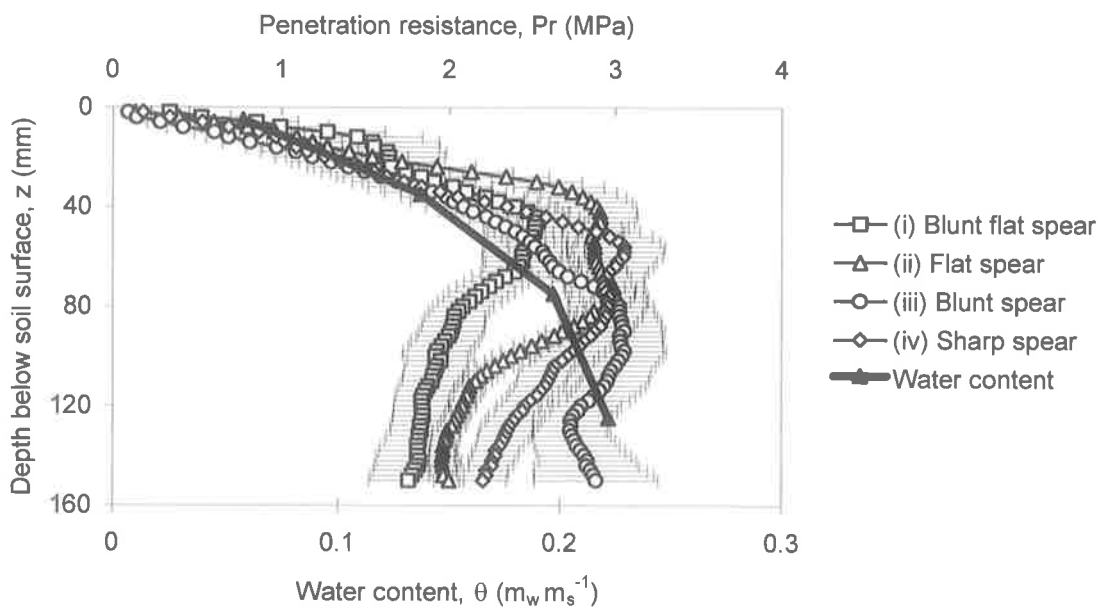 Penetration resistance, Pr (MPa)
0 1 2 3 4
Depth below soil surface, z (mm)
0
40
80
120
160
0 0.1 0.2 0.3
Water content, θ (m_w m_s^-1)
(i) Blunt flat spear
(ii) Flat spear
(iii) Blunt spear
(iv) Sharp spear
Water content